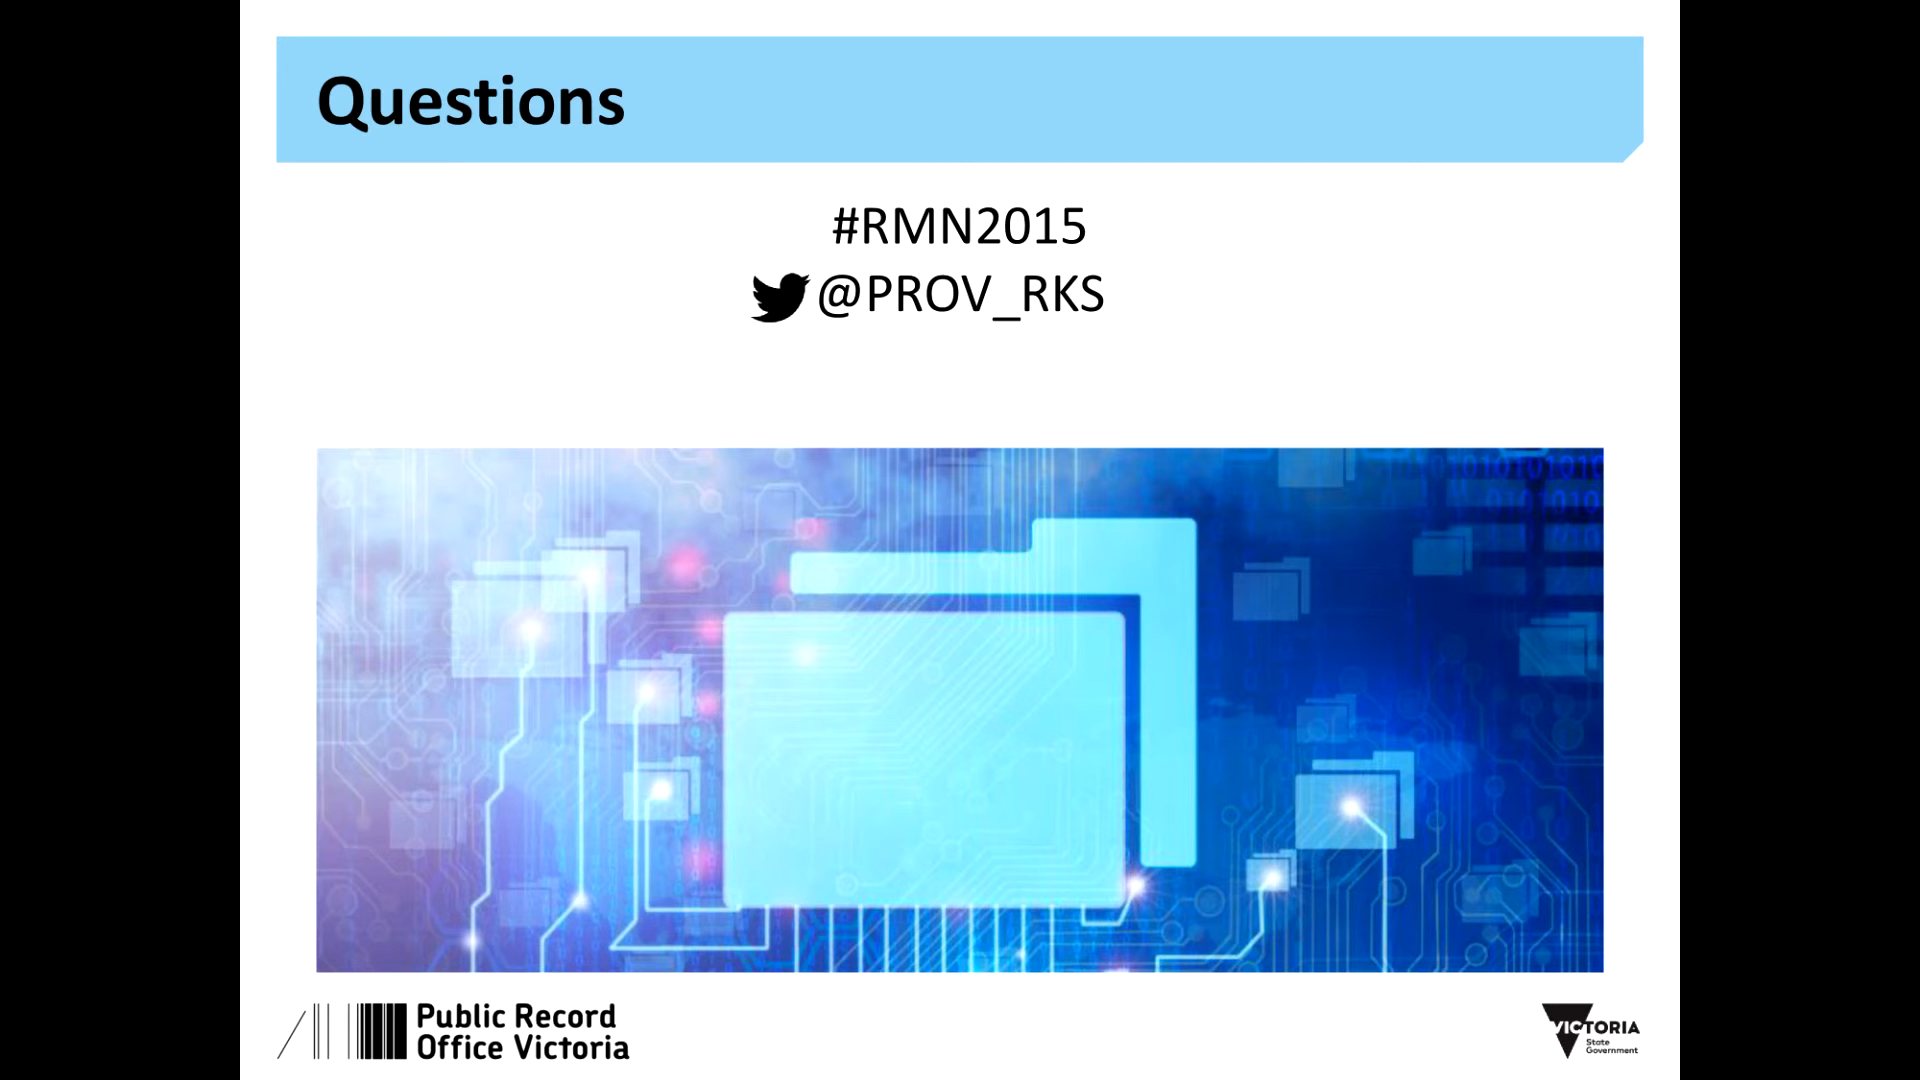 Questions
#RMN2015
@PROV_RKS
Public Record
Office Victoria
VICTORIA
State
Government